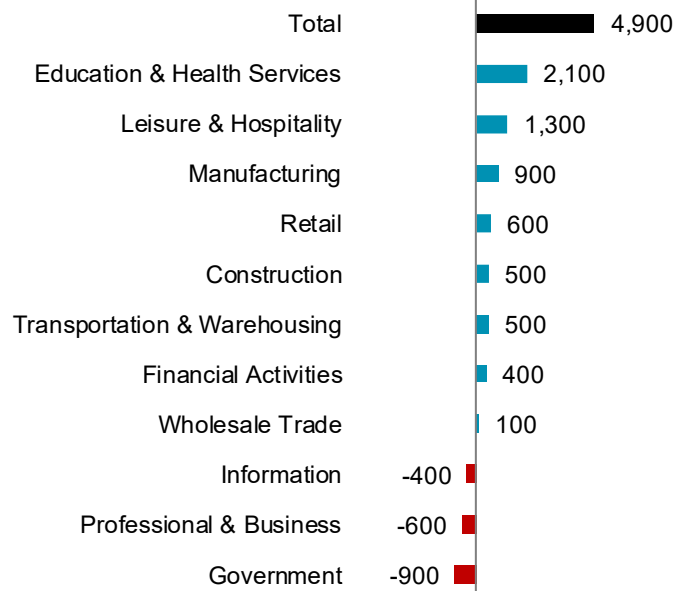 Total 4,900
Education & Health Services 2,100
Leisure & Hospitality 1,300
Manufacturing 900
Retail 600
Construction 500
Transportation & Warehousing 500
Financial Activities 400
Wholesale Trade 100
Information -400
Professional & Business -600
Government -900